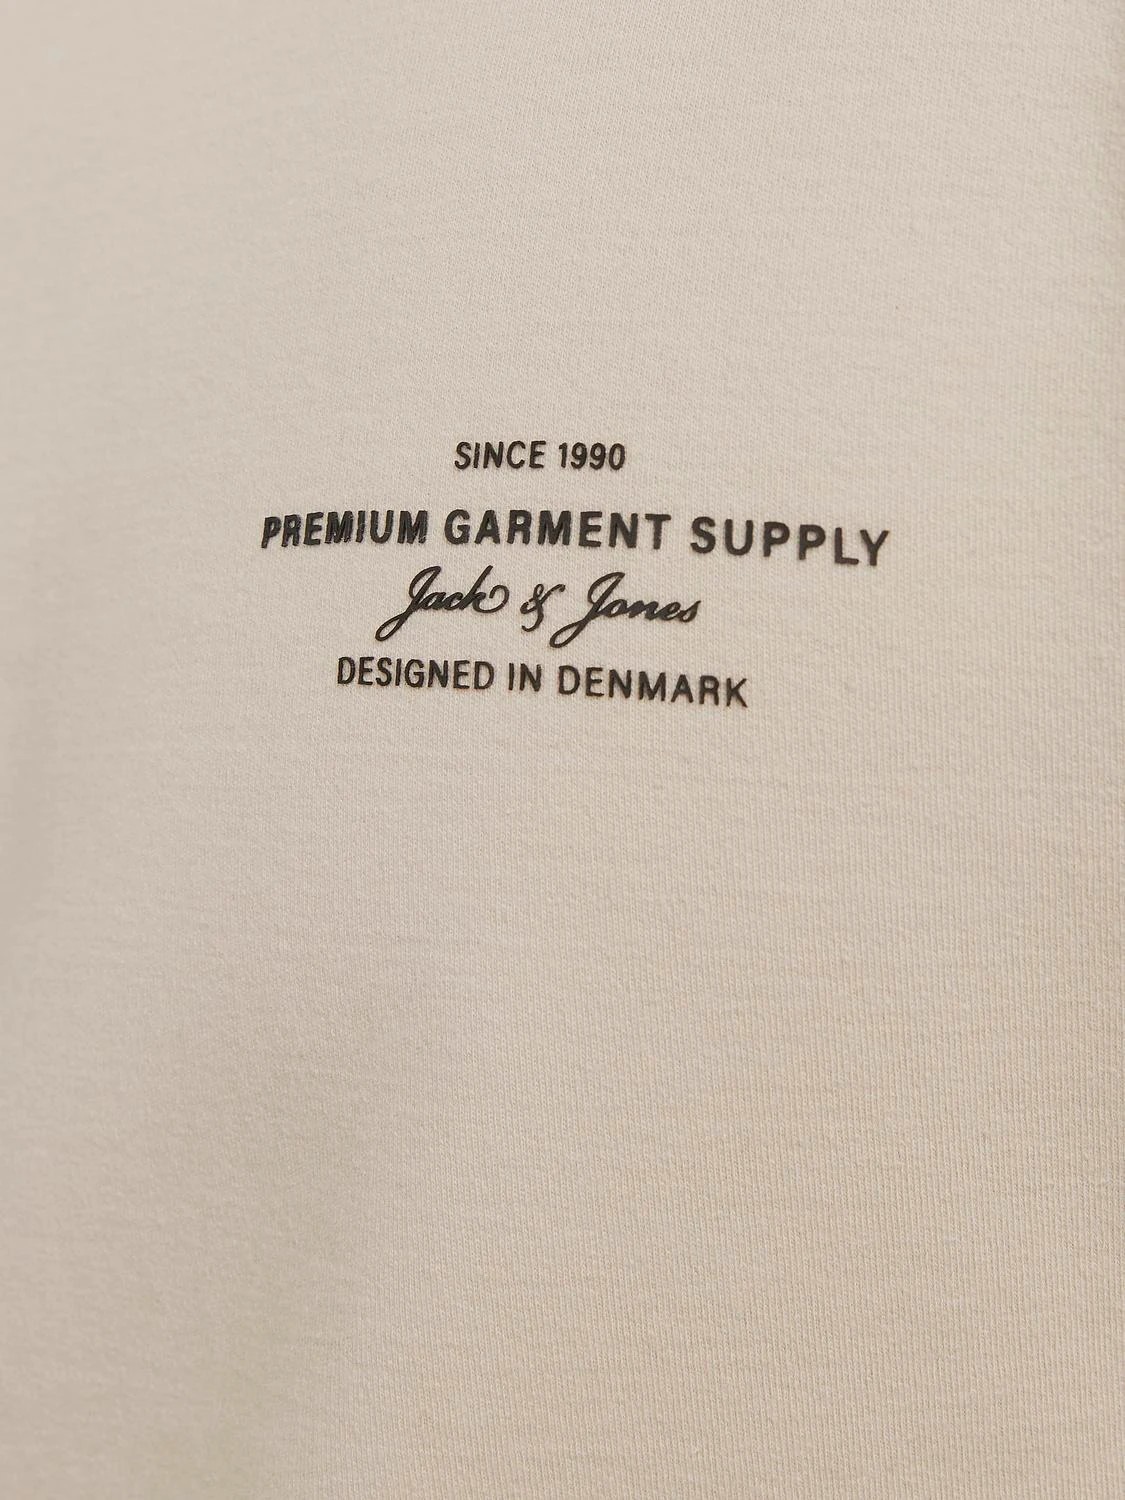 SINCE 1990
PREMIUM GARMENT SUPPLY
Jack & Jones
DESIGNED IN DENMARK